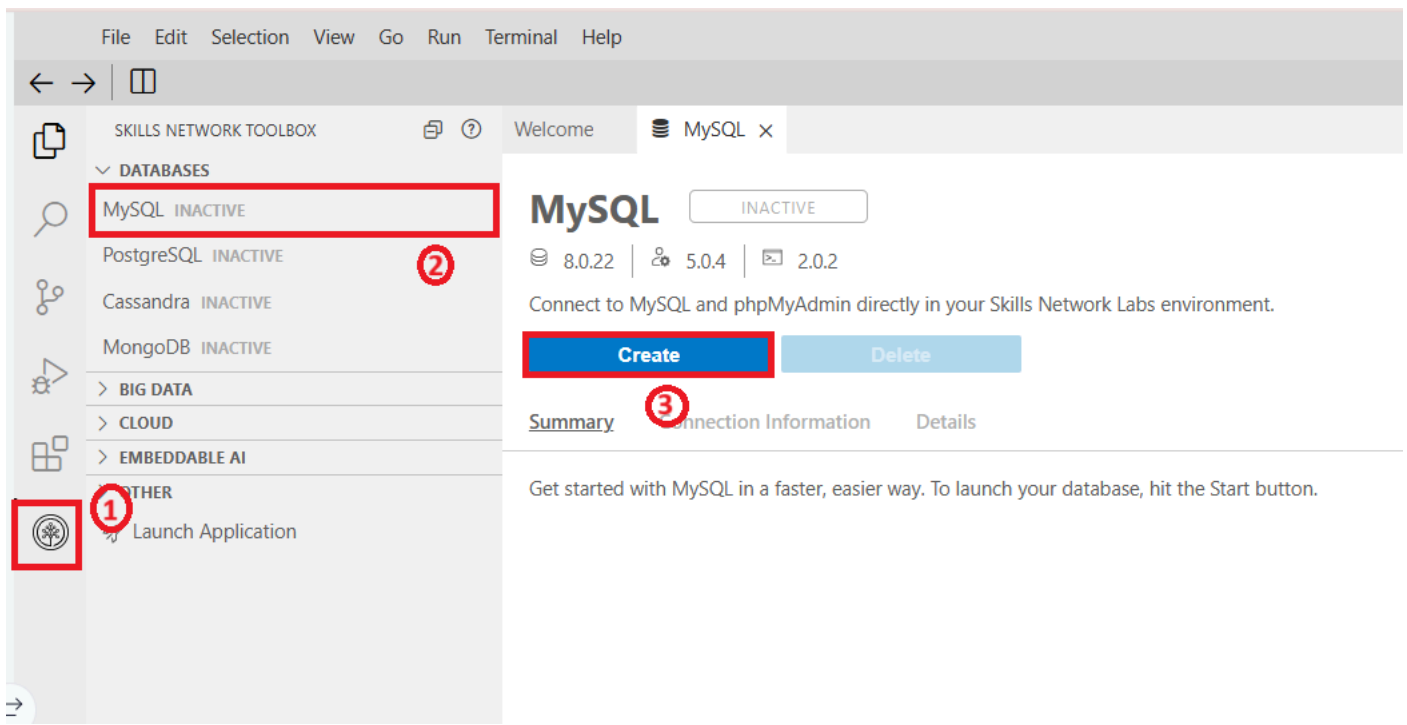 File Edit Selection View Go Run Terminal Help
SKILLS NETWORK TOOLBOX
Welcome
MySQL
DATABASES
MySQL INACTIVE
PostgreSQL INACTIVE
2
Cassandra INACTIVE
MongoDB INACTIVE
BIG DATA
CLOUD
EMBEDDABLE AI
OTHER
1
Launch Application
MySQL INACTIVE
8.0.22 5.0.4 2.0.2
Connect to MySQL and phpMyAdmin directly in your Skills Network Labs environment.
Create Delete
3
Summary Connection Information Details
Get started with MySQL in a faster, easier way. To launch your database, hit the Start button.